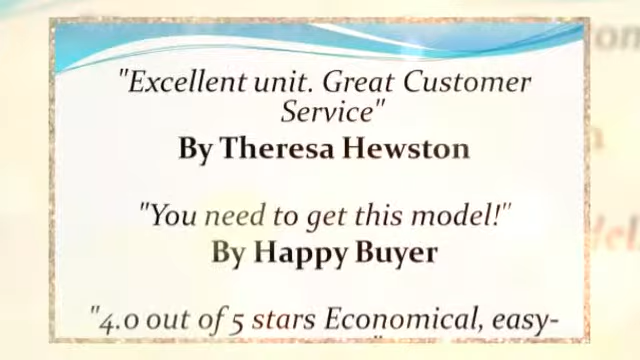 "Excellent unit. Great Customer
Service"
By Theresa Hewston
"You need to get this model!"
By Happy Buyer
"4.0 out of 5 stars Economical, easy-